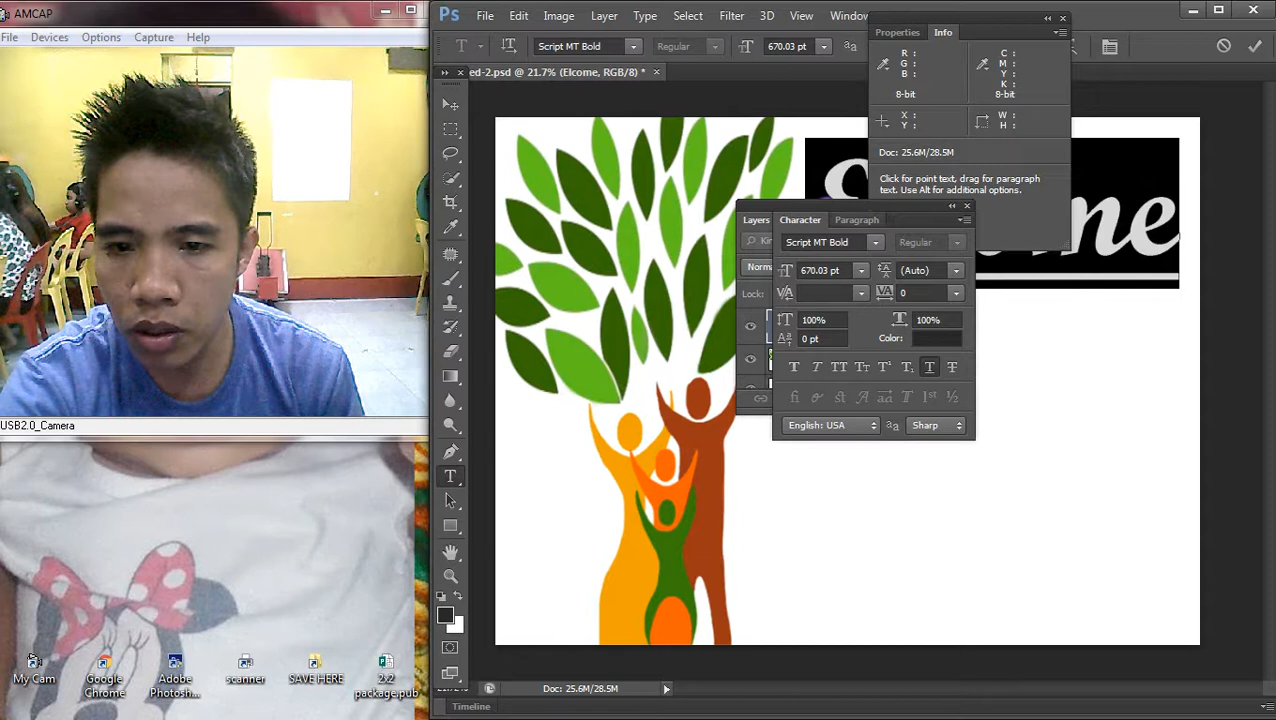 AMCAP
File Devices Options Capture Help
USB2.0_Camera
My Cam
Google Chrome
Adobe Photosh...
scanner
SAVE HERE
2x2 package.pub
Ps File Edit Image Layer Type Select Filter 3D View Window
T Script MT Bold Regular 670.03 pt aa
ed-2.psd @ 21.7% (Elcome, RGB/8) *
Properties Info
R : C :
G : M :
B : Y :
K :
8-bit 8-bit
X : W :
Y : H :
Doc: 25.6M/28.5M
Click for point text, drag for paragraph
text. Use Alt for additional options.
me
Layers Character Paragraph
Script MT Bold Regular
670.03 pt (Auto)
0
100% 100%
0 pt Color:
Norma
Lock:
English: USA Sharp
Doc: 25.6M/28.5M
Timeline